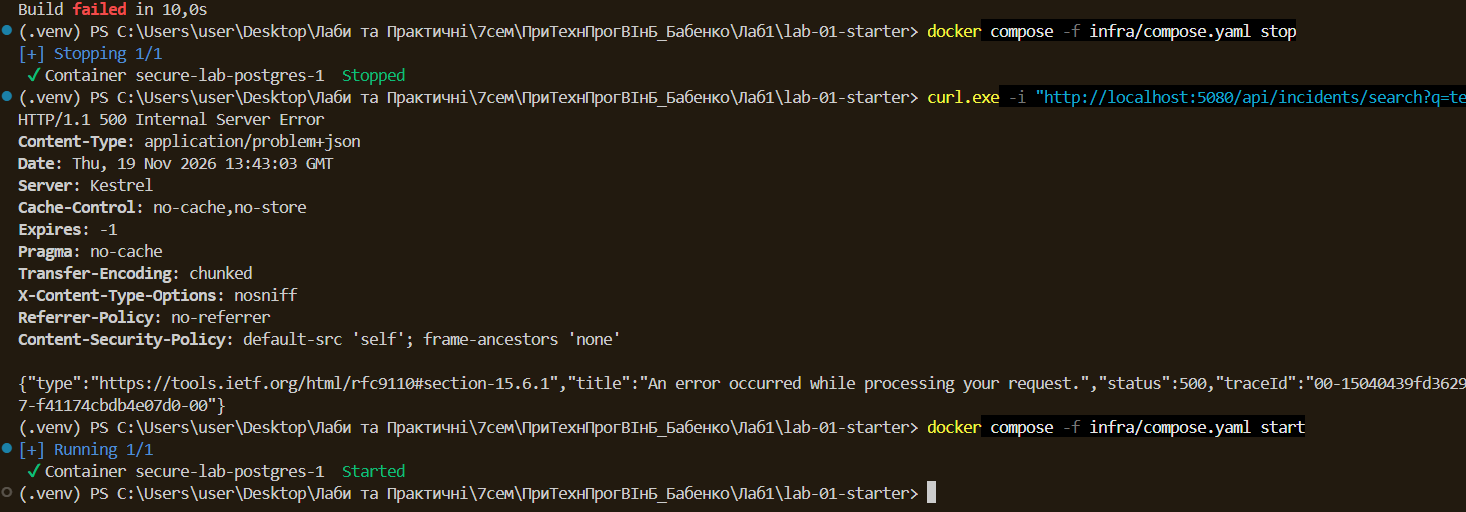 Build failed in 10,0s
(.venv) PS C:\Users\user\Desktop\Лаби та Практичні\7сем\ПриТехнПрогВІнБ_Бабенко\Лаб1\lab-01-starter> docker compose -f infra/compose.yaml stop
[+] Stopping 1/1
✔ Container secure-lab-postgres-1 Stopped
(.venv) PS C:\Users\user\Desktop\Лаби та Практичні\7сем\ПриТехнПрогВІнБ_Бабенко\Лаб1\lab-01-starter> curl.exe -i "http://localhost:5080/api/incidents/search?q=te
HTTP/1.1 500 Internal Server Error
Content-Type: application/problem+json
Date: Thu, 19 Nov 2026 13:43:03 GMT
Server: Kestrel
Cache-Control: no-cache,no-store
Expires: -1
Pragma: no-cache
Transfer-Encoding: chunked
X-Content-Type-Options: nosniff
Referrer-Policy: no-referrer
Content-Security-Policy: default-src 'self'; frame-ancestors 'none'
{"type":"https://tools.ietf.org/html/rfc9110#section-15.6.1","title":"An error occurred while processing your request.","status":500,"traceId":"00-15040439fd3629
7-f41174cbdb4e07d0-00"}
(.venv) PS C:\Users\user\Desktop\Лаби та Практичні\7сем\ПриТехнПрогВІнБ_Бабенко\Лаб1\lab-01-starter> docker compose -f infra/compose.yaml start
[+] Running 1/1
✔ Container secure-lab-postgres-1 Started
(.venv) PS C:\Users\user\Desktop\Лаби та Практичні\7сем\ПриТехнПрогВІнБ_Бабенко\Лаб1\lab-01-starter>